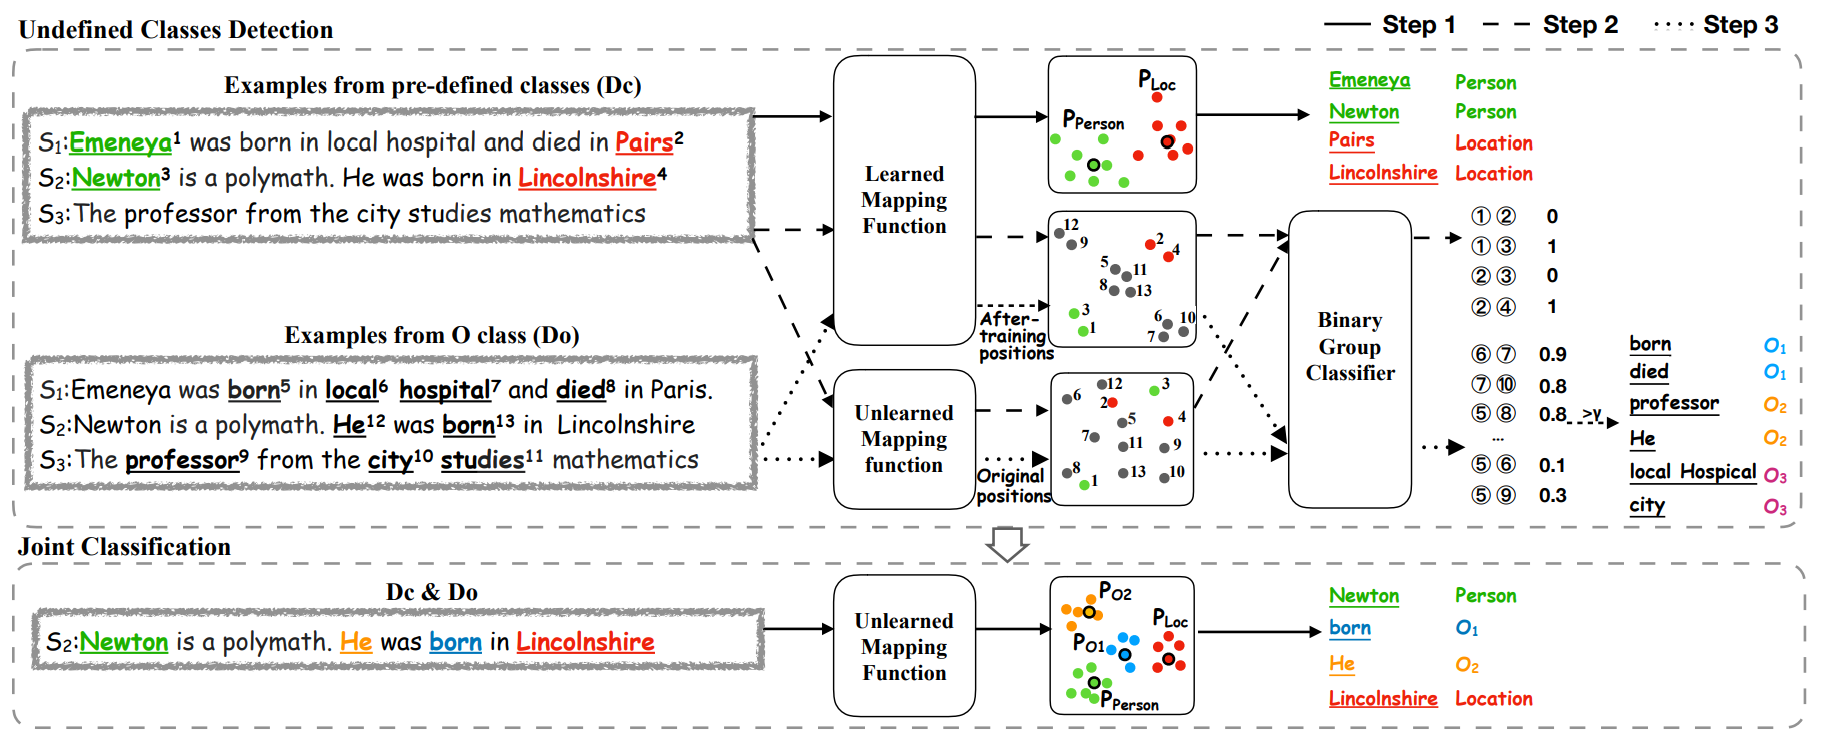 Undefined Classes Detection
Step 1 Step 2 Step 3
Examples from pre-defined classes (Dc)
S₁:Emeneya¹ was born in local hospital and died in Pairs²
S₂:Newton³ is a polymath. He was born in Lincolnshire⁴
S₃:The professor from the city studies mathematics
Examples from O class (Do)
S₁:Emeneya was born⁵ in local⁶ hospital⁷ and died⁸ in Paris.
S₂:Newton is a polymath. He¹² was born¹³ in Lincolnshire
S₃:The professor⁹ from the city¹⁰ studies¹¹ mathematics
Learned
Mapping
Function
Unlearned
Mapping
function
After-
training
positions
Original
positions
P Loc
P Person
12
9
2
4
5
11
8
13
3
1
6
10
7
12
3
6
2
4
5
7
11
9
8
13
10
1
Binary
Group
Classifier
Emeneya Person
Newton Person
Pairs Location
Lincolnshire Location
① ② 0
① ③ 1
② ③ 0
② ④ 1
⑥ ⑦ 0.9
⑦ ⑩ 0.8
⑤ ⑧ 0.8
>γ
...
⑤ ⑥ 0.1
⑤ ⑨ 0.3
born O₁
died O₁
professor O₂
He O₂
local Hospical O₃
city O₃
Joint Classification
Dc & Do
S₂:Newton is a polymath. He was born in Lincolnshire
Unlearned
Mapping
Function
P O2
P Loc
P O1
P Person
Newton Person
born O₁
He O₂
Lincolnshire Location